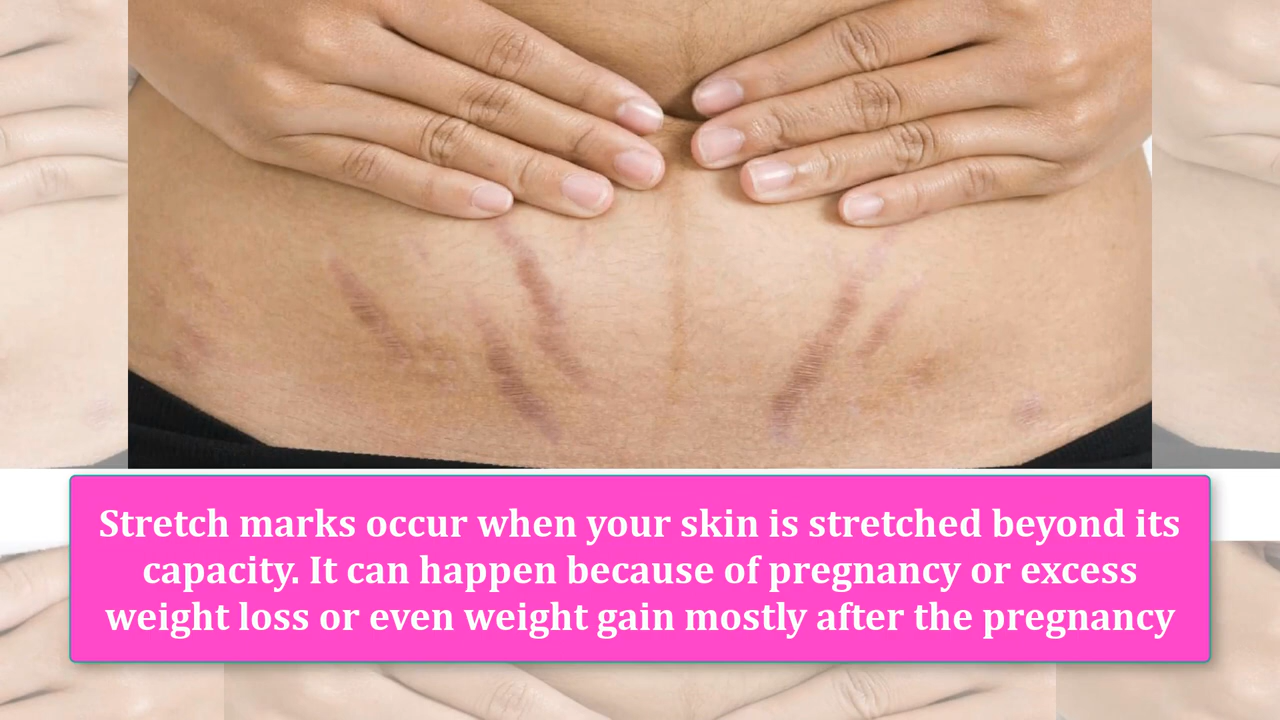 Stretch marks occur when your skin is stretched beyond its
capacity. It can happen because of pregnancy or excess
weight loss or even weight gain mostly after the pregnancy